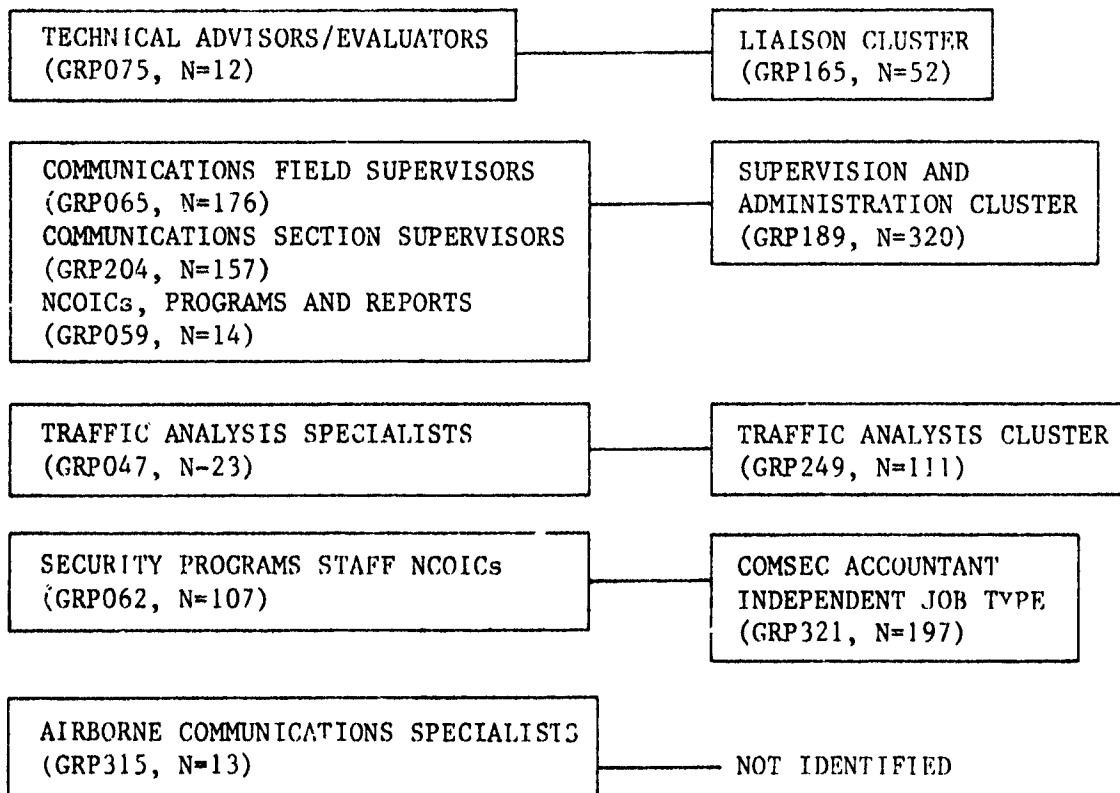 TECHNICAL ADVISORS/EVALUATORS
(GRP075, N=12)
LIAISON CLUSTER
(GRP165, N=52)
COMMUNICATIONS FIELD SUPERVISORS
(GRP065, N=176)
COMMUNICATIONS SECTION SUPERVISORS
(GRP204, N=157)
NCOICs, PROGRAMS AND REPORTS
(GRP059, N=14)
SUPERVISION AND
ADMINISTRATION CLUSTER
(GRP189, N=320)
TRAFFIC ANALYSIS SPECIALISTS
(GRP047, N-23)
TRAFFIC ANALYSIS CLUSTER
(GRP249, N=111)
SECURITY PROGRAMS STAFF NCOICs
(GRP062, N=107)
COMSEC ACCOUNTANT
INDEPENDENT JOB TYPE
(GRP321, N=197)
AIRBORNE COMMUNICATIONS SPECIALISTS
(GRP315, N=13)
NOT IDENTIFIED